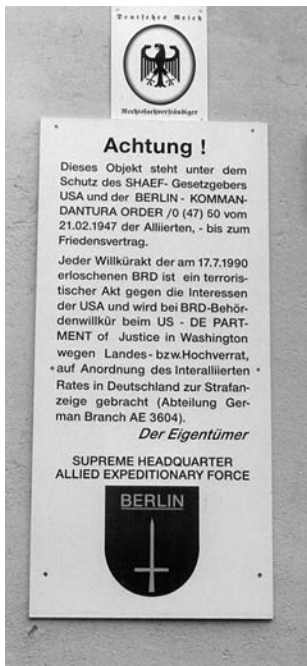 Deutsches Reich
Rechtsfachverständiger
Achtung !
Dieses Objekt steht unter dem
Schutz des SHAEF- Gesetzgebers
USA und der BERLIN - KOMMAN-
DANTURA ORDER /0 (47) 50 vom
21.02.1947 der Alliierten, - bis zum
Friedensvertrag.
Jeder Willkürakt der am 17.7.1990
erloschenen BRD ist ein terroris-
tischer Akt gegen die Interessen
der USA und wird bei BRD-Behör-
denwillkür beim US - DE PART-
MENT of Justice in Washington
wegen Landes- bzw.Hochverrat,
auf Anordnung des Interalliierten
Rates in Deutschland zur Strafan-
zeige gebracht (Abteilung Ger-
man Branch AE 3604).
Der Eigentümer
SUPREME HEADQUARTER
ALLIED EXPEDITIONARY FORCE
BERLIN